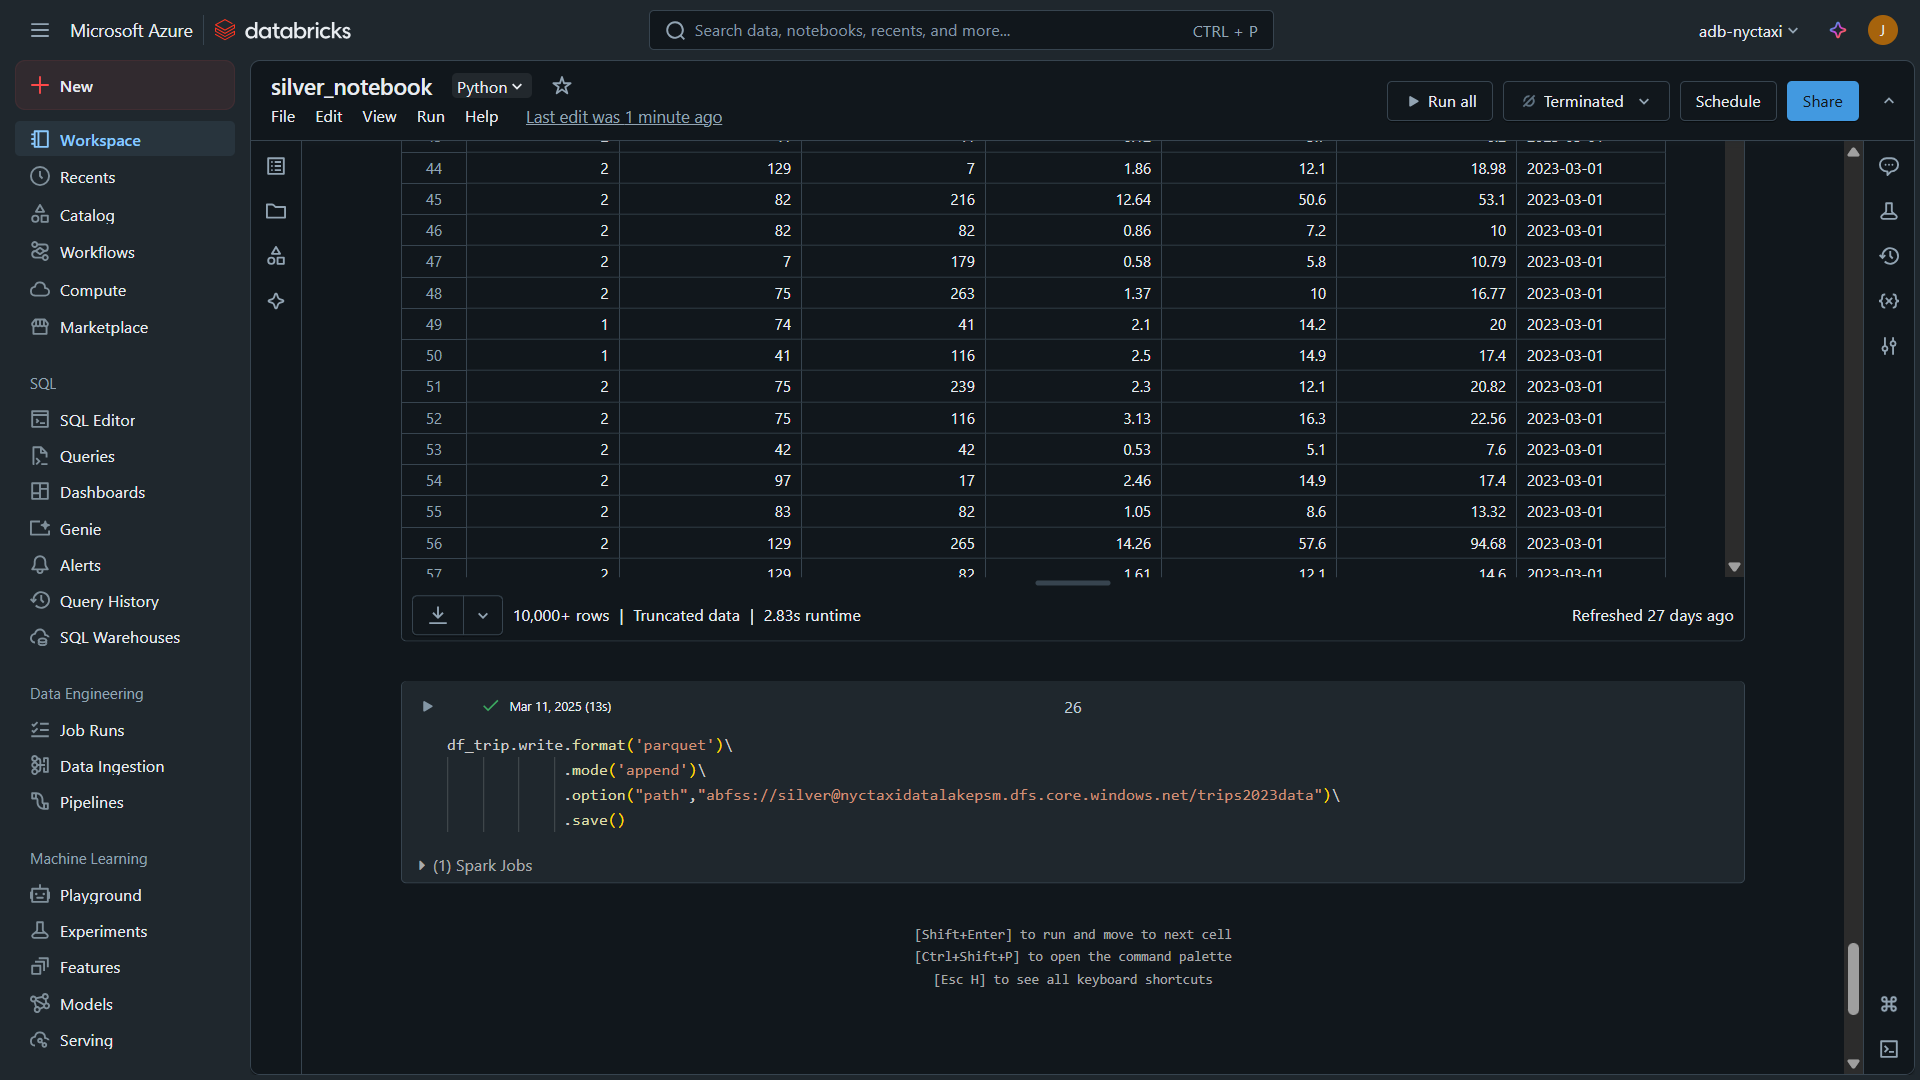 Microsoft Azure databricks
Search data, notebooks, recents, and more... CTRL + P
adb-nyctaxi J
New
Workspace
Recents
Catalog
Workflows
Compute
Marketplace
SQL
SQL Editor
Queries
Dashboards
Genie
Alerts
Query History
SQL Warehouses
Data Engineering
Job Runs
Data Ingestion
Pipelines
Machine Learning
Playground
Experiments
Features
Models
Serving
silver_notebook Python
File Edit View Run Help Last edit was 1 minute ago
Run all Terminated Schedule Share
44 2 129 7 1.86 12.1 18.98 2023-03-01
45 2 82 216 12.64 50.6 53.1 2023-03-01
46 2 82 82 0.86 7.2 10 2023-03-01
47 2 7 179 0.58 5.8 10.79 2023-03-01
48 2 75 263 1.37 10 16.77 2023-03-01
49 1 74 41 2.1 14.2 20 2023-03-01
50 1 41 116 2.5 14.9 17.4 2023-03-01
51 2 75 239 2.3 12.1 20.82 2023-03-01
52 2 75 116 3.13 16.3 22.56 2023-03-01
53 2 42 42 0.53 5.1 7.6 2023-03-01
54 2 97 17 2.46 14.9 17.4 2023-03-01
55 2 83 82 1.05 8.6 13.32 2023-03-01
56 2 129 265 14.26 57.6 94.68 2023-03-01
57 2 129 82 1.61 12.1 14.6 2023-03-01
10,000+ rows | Truncated data | 2.83s runtime Refreshed 27 days ago
Mar 11, 2025 (13s) 26
df_trip.write.format('parquet')\
.mode('append')\
.option("path","abfss://silver@nyctaxidatalakepsm.dfs.core.windows.net/trips2023data")\
.save()
(1) Spark Jobs
[Shift+Enter] to run and move to next cell
[Ctrl+Shift+P] to open the command palette
[Esc H] to see all keyboard shortcuts